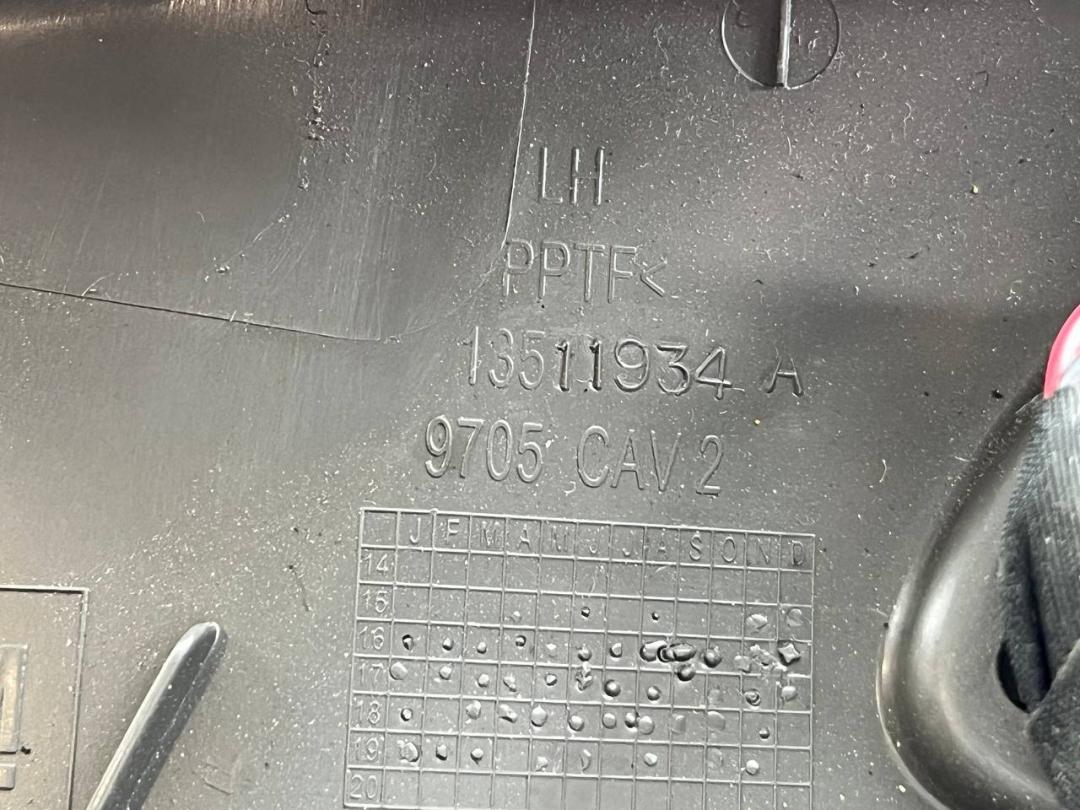 LH
PPTF<
13511934 A
9705 CAV 2
J F M A M J J A S O N D
14
15
16
17
18
19
20